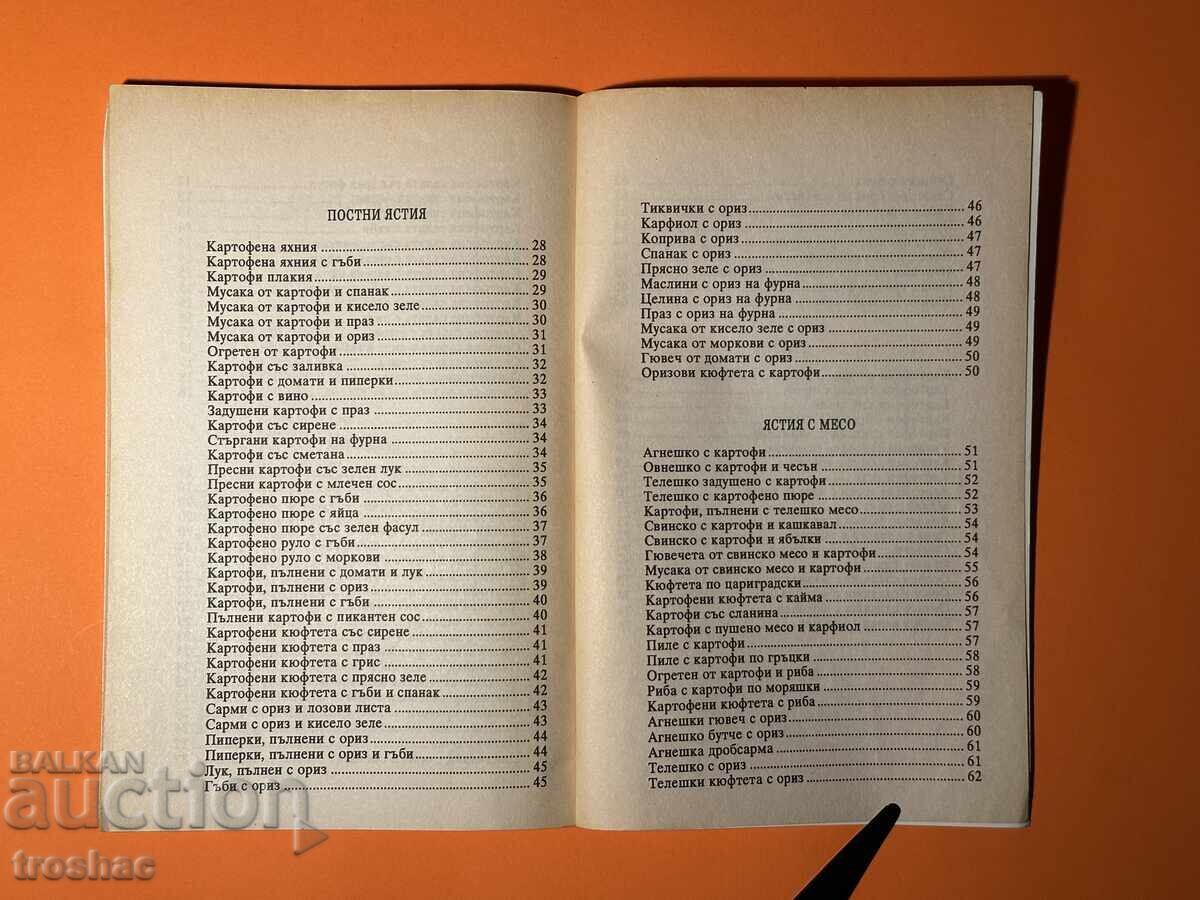 ПОСТНИ ЯСТИЯ
Картофена яхния 28
Картофена яхния с гъби 28
Картофи плакия 29
Мусака от картофи и спанак 29
Мусака от картофи и кисело зеле 30
Мусака от картофи и праз 30
Мусака от картофи и ориз 31
Огретен от картофи 31
Картофи със заливка 32
Картофи с домати и пиперки 32
Картофи с вино 33
Задушени картофи с праз 33
Картофи със сирене 34
Стъргани картофи на фурна 34
Картофи със сметана 34
Пресни картофи със зелен лук 35
Пресни картофи с млечен сос 35
Картофено пюре с гъби 36
Картофено пюре с яйца 36
Картофено пюре със зелен фасул 37
Картофено руло с гъби 37
Картофено руло с моркови 38
Картофи, пълнени с домати и лук 39
Картофи, пълнени с ориз 39
Картофи, пълнени с гъби 40
Пълнени картофи с пикантен сос 40
Картофени кюфтета със сирене 41
Картофени кюфтета с праз 41
Картофени кюфтета с грис 41
Картофени кюфтета с прясно зеле 42
Картофени кюфтета с гъби и спанак 42
Сарми с ориз и лозови листа 43
Сарми с ориз и кисело зеле 43
Пиперки, пълнени с ориз 44
Пиперки, пълнени с ориз и гъби 44
Лук, пълнен с ориз 45
Гъби с ориз 45
Тиквички с ориз 46
Карфиол с ориз 46
Коприва с ориз 47
Спанак с ориз 47
Прясно зеле с ориз 47
Маслини с ориз на фурна 48
Целина с ориз на фурна 48
Праз с ориз на фурна 49
Мусака от кисело зеле с ориз 49
Мусака от моркови с ориз 49
Гювеч от домати с ориз 50
Оризови кюфтета с картофи 50
ЯСТИЯ С МЕСО
Агнешко с картофи 51
Овнешко с картофи и чесън 51
Телешко задушено с картофи 52
Телешко с картофено пюре 52
Картофи, пълнени с телешко месо 53
Свинско с картофи и кашкавал 54
Свинско с картофи и ябълки 54
Гювечета от свинско месо и картофи 54
Мусака от свинско месо и картофи 55
Кюфтета по цариградски 56
Картофени кюфтета с кайма 56
Картофи със сланина 57
Картофи с пушено месо и карфиол 57
Пиле с картофи 57
Пиле с картофи по гръцки 58
Огретен от картофи и риба 58
Риба с картофи по моряшки 59
Картофени кюфтета с риба 59
Агнешки гювеч с ориз 60
Агнешко бутче с ориз 60
Агнешка дробсарма 61
Телешко с ориз 61
Телешки кюфтета с ориз 62
BALKAN
auction
troshac